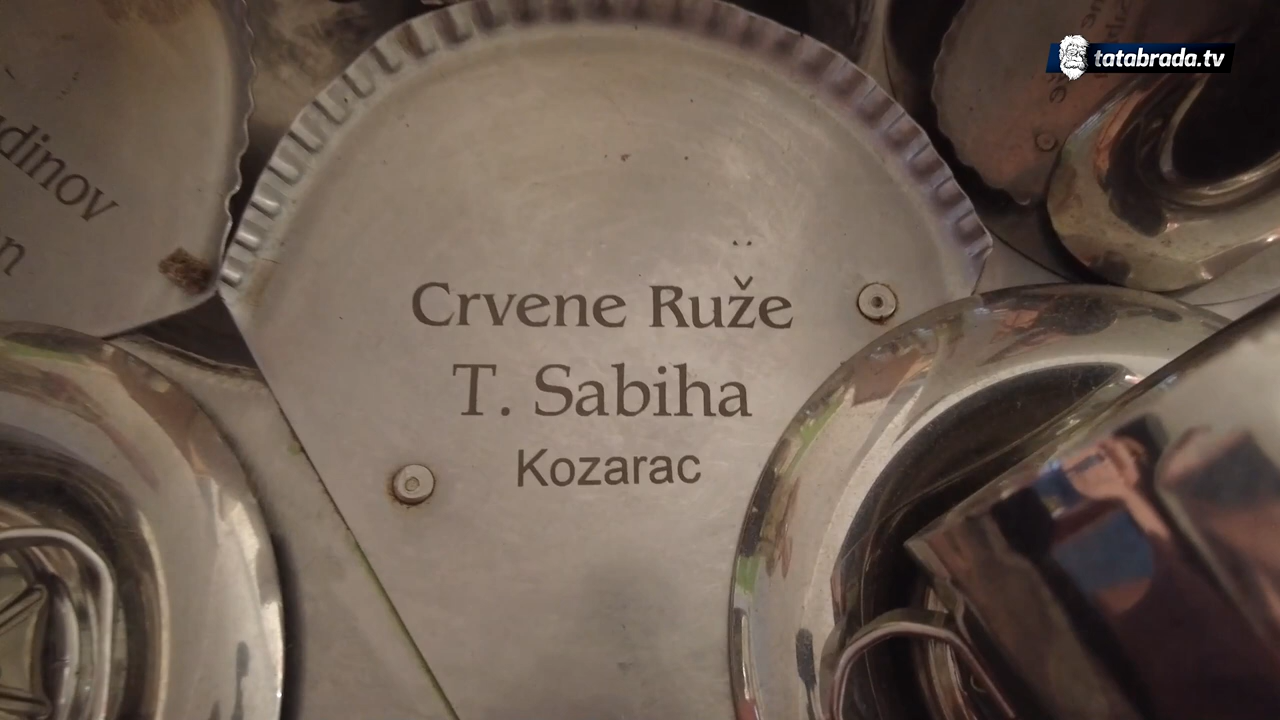 tatabrada.tv
dinov
n
Crvene Ruže
T. Sabiha
Kozarac